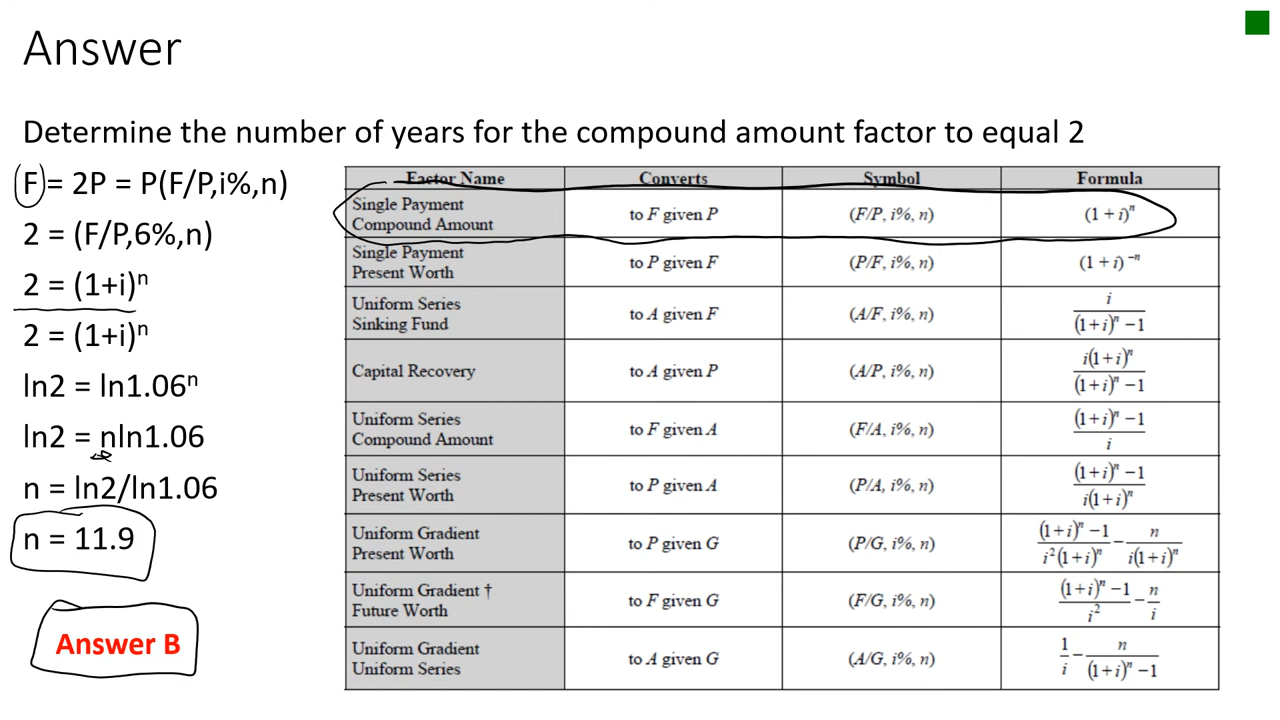 Answer
Determine the number of years for the compound amount factor to equal 2
F = 2P = P(F/P,i%,n)
2 = (F/P,6%,n)
2 = (1+i)ⁿ
2 = (1+i)ⁿ
ln2 = ln1.06ⁿ
ln2 = nln1.06
n = ln2/ln1.06
n = 11.9
Answer B
Factor Name Converts Symbol Formula
Single Payment
Compound Amount to F given P (F/P, i%, n) (1 + i)ⁿ
Single Payment
Present Worth to P given F (P/F, i%, n) (1 + i)⁻ⁿ
Uniform Series
Sinking Fund to A given F (A/F, i%, n) i / ((1+i)ⁿ −1)
Capital Recovery to A given P (A/P, i%, n) i(1+i)ⁿ / ((1+i)ⁿ −1)
Uniform Series
Compound Amount to F given A (F/A, i%, n) ((1+i)ⁿ −1) / i
Uniform Series
Present Worth to P given A (P/A, i%, n) ((1+i)ⁿ −1) / (i(1+i)ⁿ)
Uniform Gradient
Present Worth to P given G (P/G, i%, n) ((1+i)ⁿ −1) / (i²(1+i)ⁿ) − n / (i(1+i)ⁿ)
Uniform Gradient †
Future Worth to F given G (F/G, i%, n) ((1+i)ⁿ −1) / i² − n / i
Uniform Gradient
Uniform Series to A given G (A/G, i%, n) 1 / i − n / ((1+i)ⁿ −1)